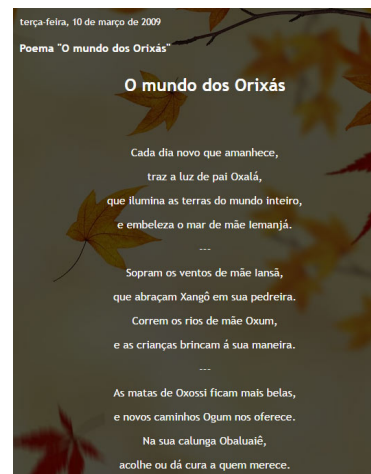 terça-feira, 10 de março de 2009
Poema "O mundo dos Orixás"
O mundo dos Orixás
Cada dia novo que amanhece,
traz a luz de pai Oxalá,
que ilumina as terras do mundo inteiro,
e embeleza o mar de mãe Iemanjá.
---
Sopram os ventos de mãe Iansã,
que abraçam Xangô em sua pedreira.
Correm os rios de mãe Oxum,
e as crianças brincam á sua maneira.
---
As matas de Oxossi ficam mais belas,
e novos caminhos Ogum nos oferece.
Na sua calunga Obaluaiê,
acolhe ou dá cura a quem merece.